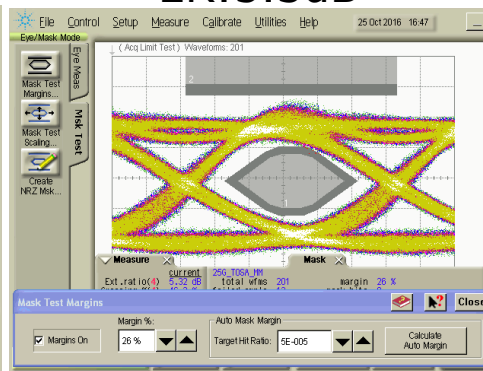 File Control Setup Measure Calibrate Utilities Help 25 Oct 2016 16:47
Eye/Mask Mode
( Acq Limit Test ) Waveforms: 201
Eye Meas
Msk Test
Mask Test
Margins...
Mask Test
Scaling...
Create
NRZ Msk...
2
1
Measure Mask
current 25G_TOSA_MM
Ext.ratio(4) 5.32 dB total wfms 201 margin 26 %
Mask Test Margins Close
Margin %: Auto Mask Margin
Margins On 26 % Target Hit Ratio: 5E-005 Calculate
Auto Margin